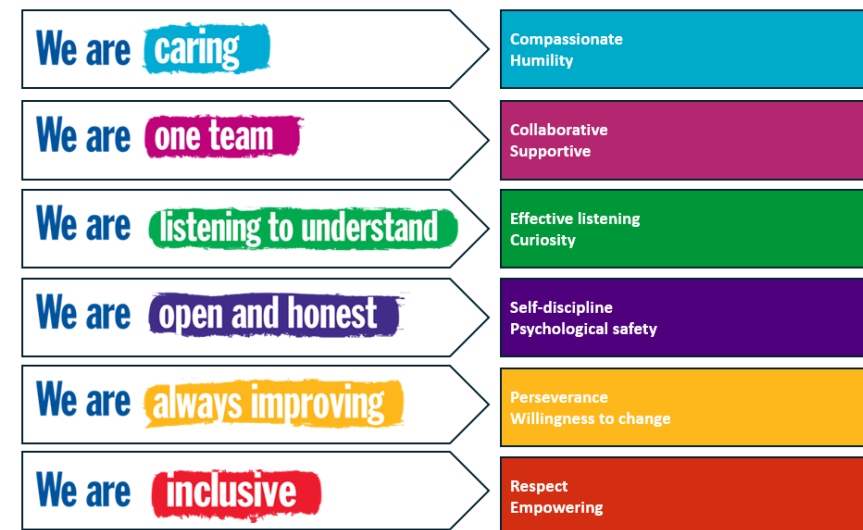 We are caring
Compassionate
Humility
We are one team
Collaborative
Supportive
We are listening to understand
Effective listening
Curiosity
We are open and honest
Self-discipline
Psychological safety
We are always improving
Perseverance
Willingness to change
We are inclusive
Respect
Empowering